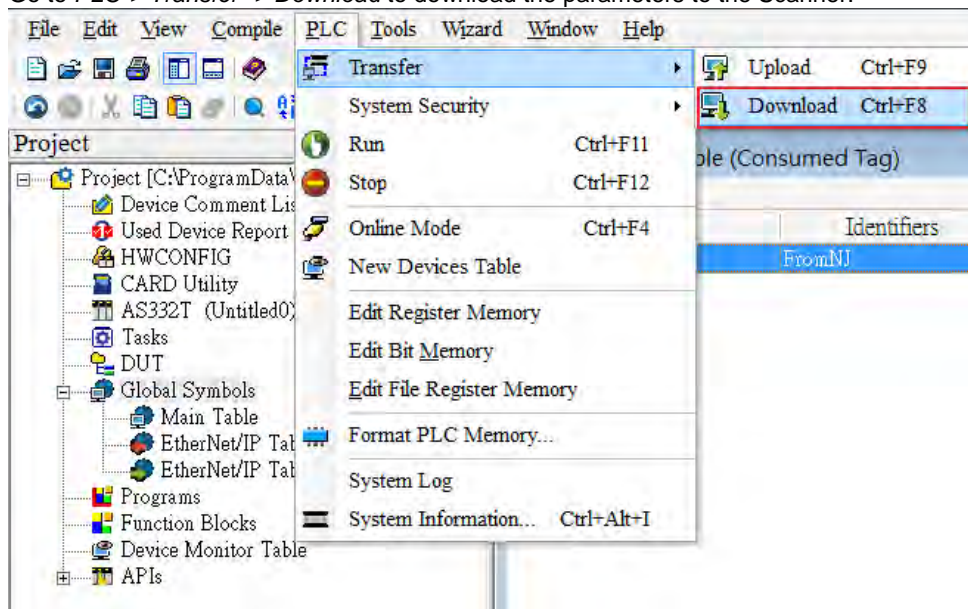 Go to PLC > Transfer -> Download to download the parameters to the Scanner.
File Edit View Compile PLC Tools Wizard Window Help
Transfer
Upload Ctrl+F9
System Security
Download Ctrl+F8
Project
Run Ctrl+F11
ble (Consumed Tag)
Project [C:\ProgramData\
Stop Ctrl+F12
Device Comment Lis
Used Device Report
Online Mode Ctrl+F4
Identifiers
HWCONFIG
New Devices Table
FromNJ
CARD Utility
AS332T (Untitled0)
Edit Register Memory
Tasks
Edit Bit Memory
DUT
Global Symbols
Edit File Register Memory
Main Table
EtherNet/IP Tal
Format PLC Memory...
EtherNet/IP Tal
System Log
Programs
Function Blocks
System Information... Ctrl+Alt+I
Device Monitor Table
APIs